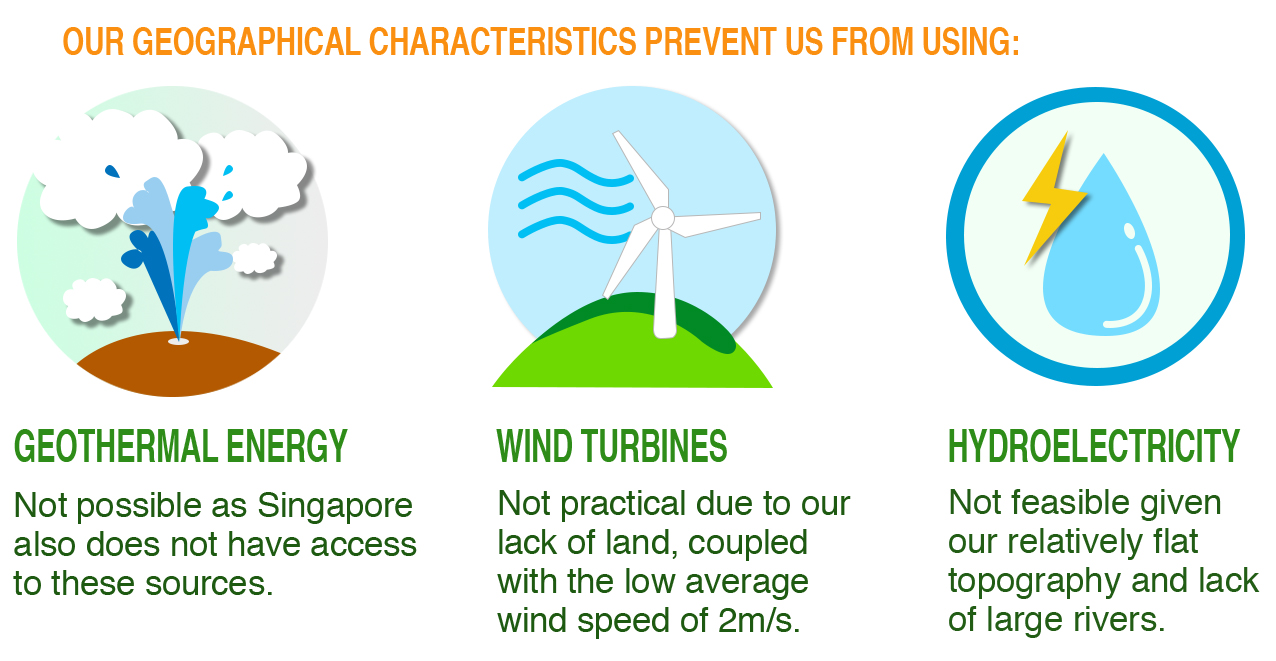 OUR GEOGRAPHICAL CHARACTERISTICS PREVENT US FROM USING:
GEOTHERMAL ENERGY
Not possible as Singapore
also does not have access
to these sources.
WIND TURBINES
Not practical due to our
lack of land, coupled
with the low average
wind speed of 2m/s.
HYDROELECTRICITY
Not feasible given
our relatively flat
topography and lack
of large rivers.